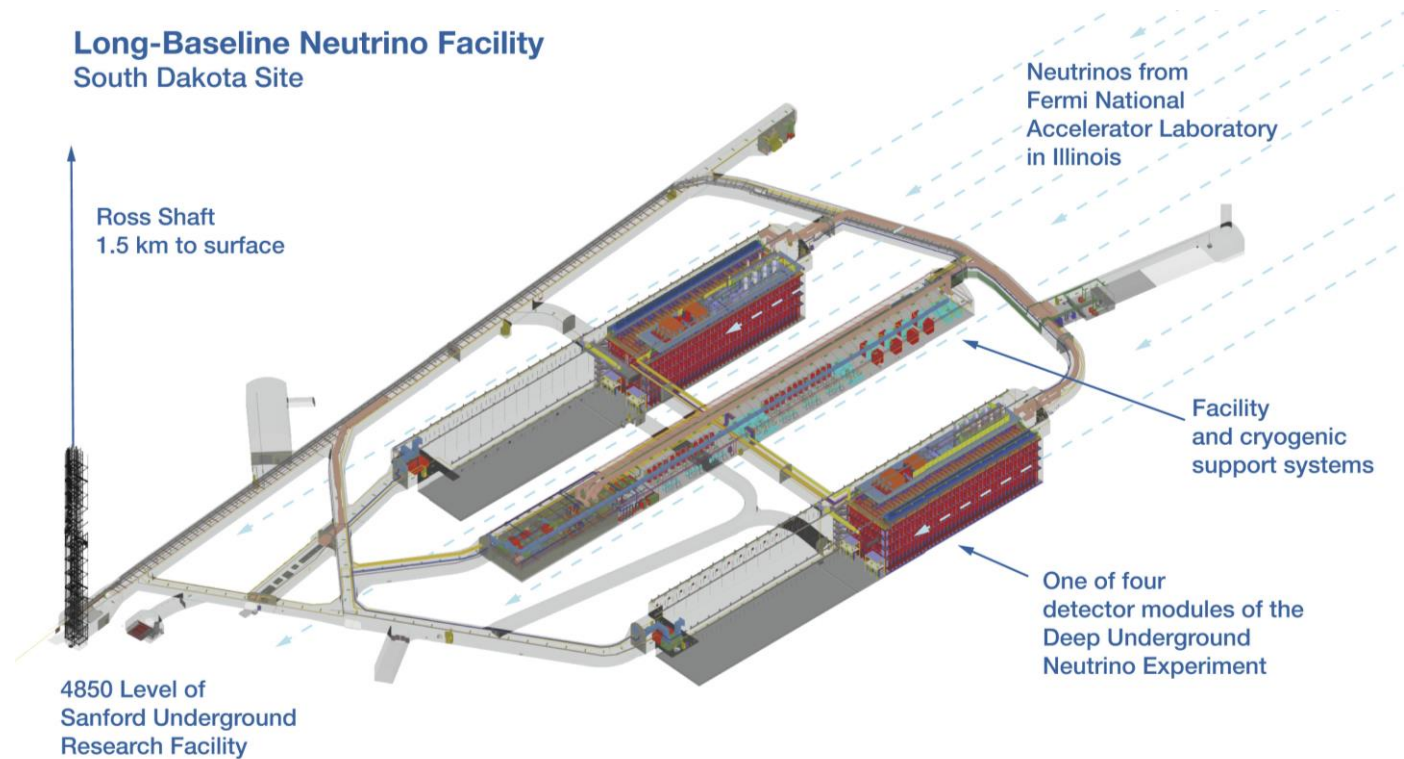 Long-Baseline Neutrino Facility
South Dakota Site
Neutrinos from
Fermi National
Accelerator Laboratory
in Illinois
Ross Shaft
1.5 km to surface
Facility
and cryogenic
support systems
One of four
detector modules of the
Deep Underground
Neutrino Experiment
4850 Level of
Sanford Underground
Research Facility